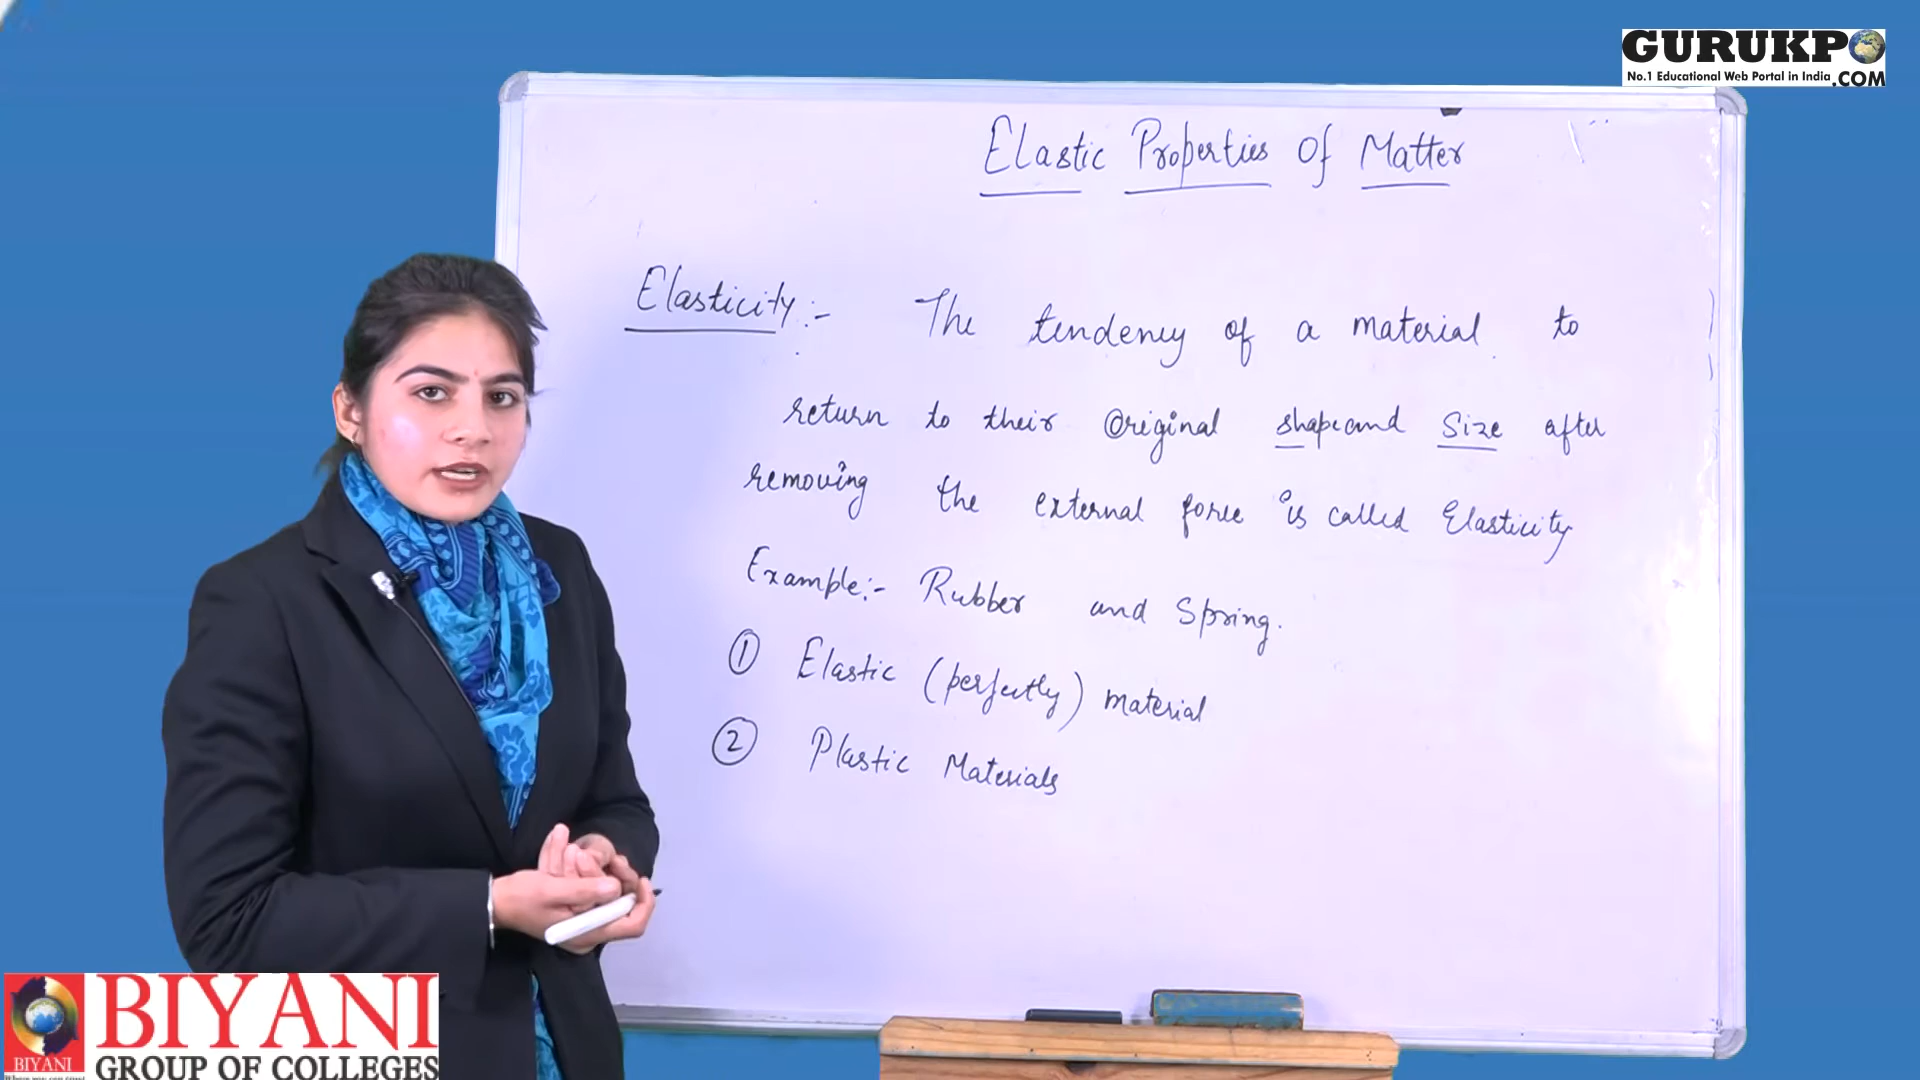 GURUKPO
No.1 Educational Web Portal in India .COM
Elastic Properties Of Matter
Elasticity:- The tendency of a material to
return to their Original shape and Size after
removing the external force is called Elasticity
Example:- Rubber and Spring.
① Elastic (perfectly) material
② Plastic Materials
BIYANI
BIYANI
GROUP OF COLLEGES